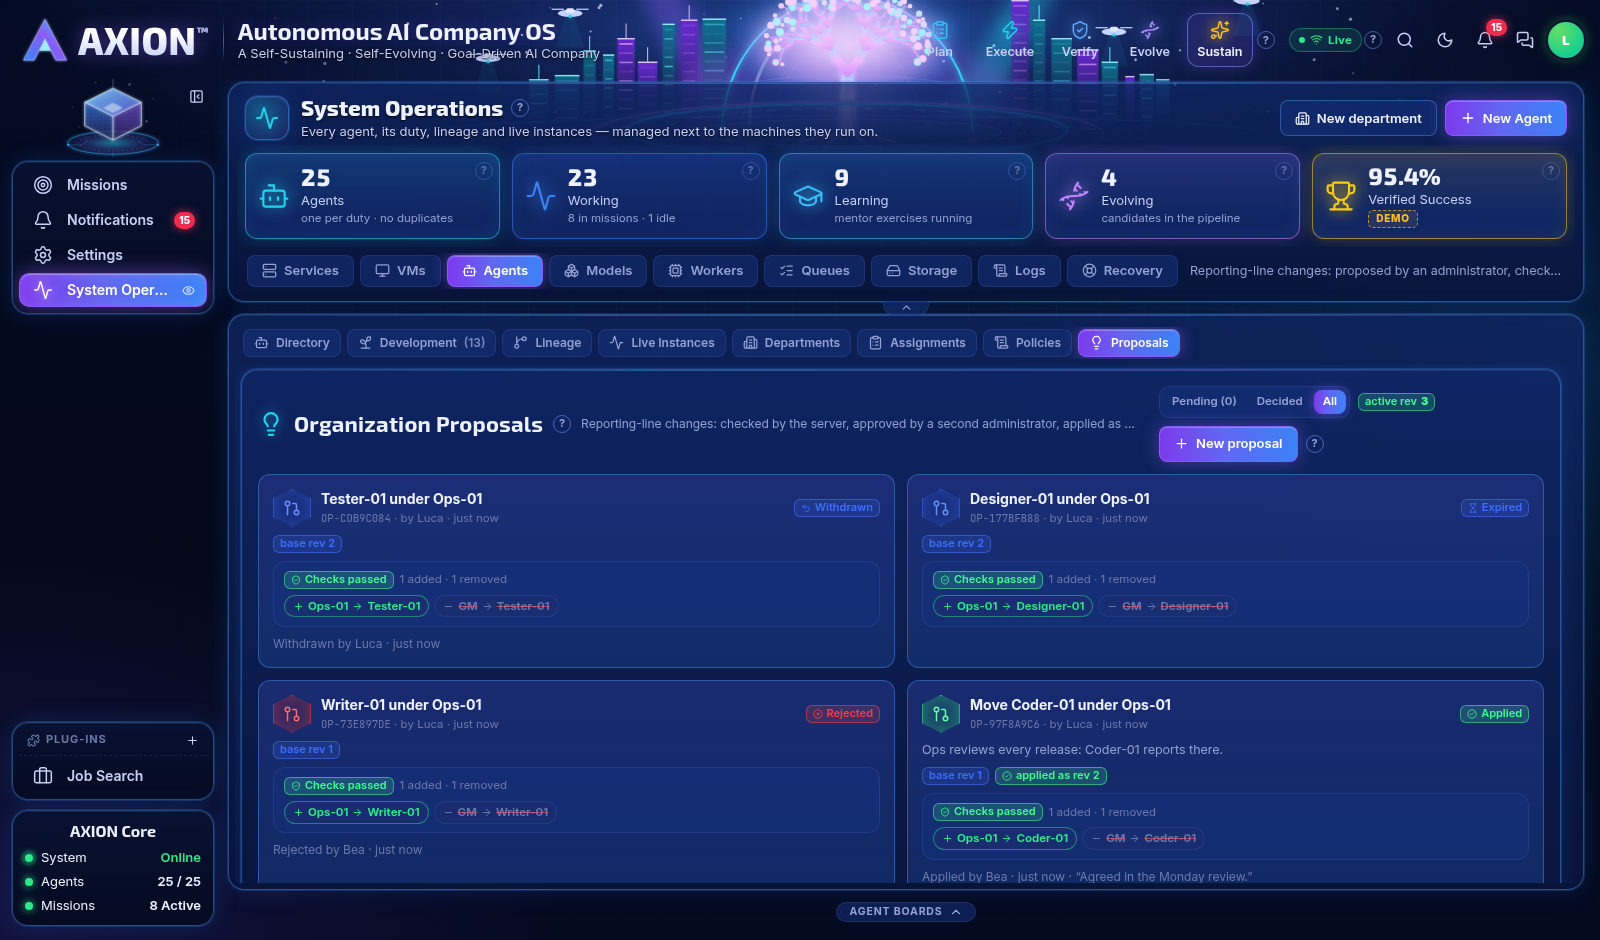 AXION™
Autonomous AI Company OS
A Self-Sustaining · Self-Evolving · Goal-Driven AI Company
Plan
Execute
Verify
Evolve
Sustain
?
Live
?
15
L
Missions
Notifications
15
Settings
System Oper...
PLUG-INS
+
Job Search
AXION Core
System Online
Agents 25 / 25
Missions 8 Active
System Operations ?
Every agent, its duty, lineage and live instances — managed next to the machines they run on.
New department
+ New Agent
25
Agents
one per duty · no duplicates
?
23
Working
8 in missions · 1 idle
?
9
Learning
mentor exercises running
?
4
Evolving
candidates in the pipeline
?
95.4%
Verified Success
DEMO
?
Services
VMs
Agents
Models
Workers
Queues
Storage
Logs
Recovery
Reporting-line changes: proposed by an administrator, check...
Directory
Development (13)
Lineage
Live Instances
Departments
Assignments
Policies
Proposals
Organization Proposals ?
Reporting-line changes: checked by the server, approved by a second administrator, applied as ...
Pending (0)
Decided
All
active rev 3
+ New proposal
?
Tester-01 under Ops-01
OP-CDB9C084 · by Luca · just now
Withdrawn
base rev 2
Checks passed 1 added · 1 removed
+ Ops-01 → Tester-01
− GM → Tester-01
Withdrawn by Luca · just now
Designer-01 under Ops-01
OP-177BFB88 · by Luca · just now
Expired
base rev 2
Checks passed 1 added · 1 removed
+ Ops-01 → Designer-01
− GM → Designer-01
Writer-01 under Ops-01
OP-73E897DE · by Luca · just now
Rejected
base rev 1
Checks passed 1 added · 1 removed
+ Ops-01 → Writer-01
− GM → Writer-01
Rejected by Bea · just now
Move Coder-01 under Ops-01
OP-97F8A9C6 · by Luca · just now
Applied
Ops reviews every release: Coder-01 reports there.
base rev 1
applied as rev 2
Checks passed 1 added · 1 removed
+ Ops-01 → Coder-01
− GM → Coder-01
Applied by Bea · just now · “Agreed in the Monday review.”
AGENT BOARDS